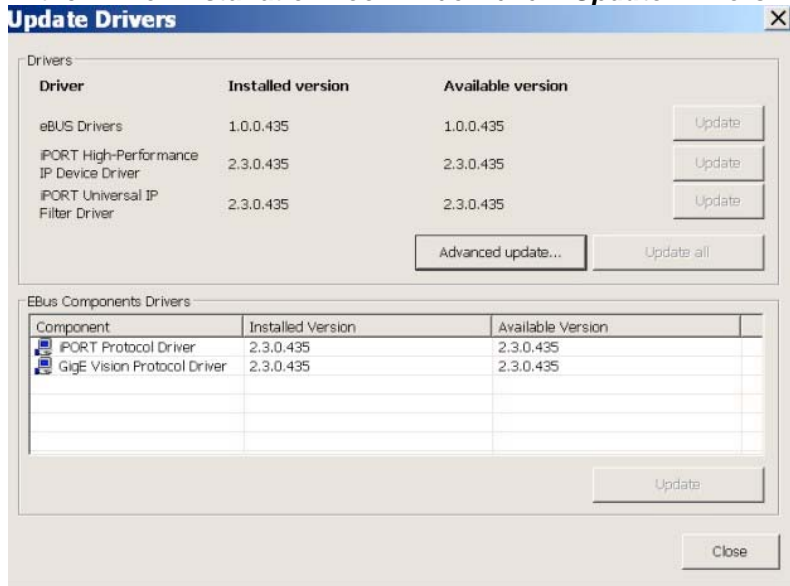 Update Drivers
Drivers
Driver Installed version Available version
eBUS Drivers 1.0.0.435 1.0.0.435 Update
iPORT High-Performance
IP Device Driver 2.3.0.435 2.3.0.435 Update
iPORT Universal IP
Filter Driver 2.3.0.435 2.3.0.435 Update
Advanced update... Update all
EBus Components Drivers
Component Installed Version Available Version
iPORT Protocol Driver 2.3.0.435 2.3.0.435
GigE Vision Protocol Driver 2.3.0.435 2.3.0.435
Update
Close